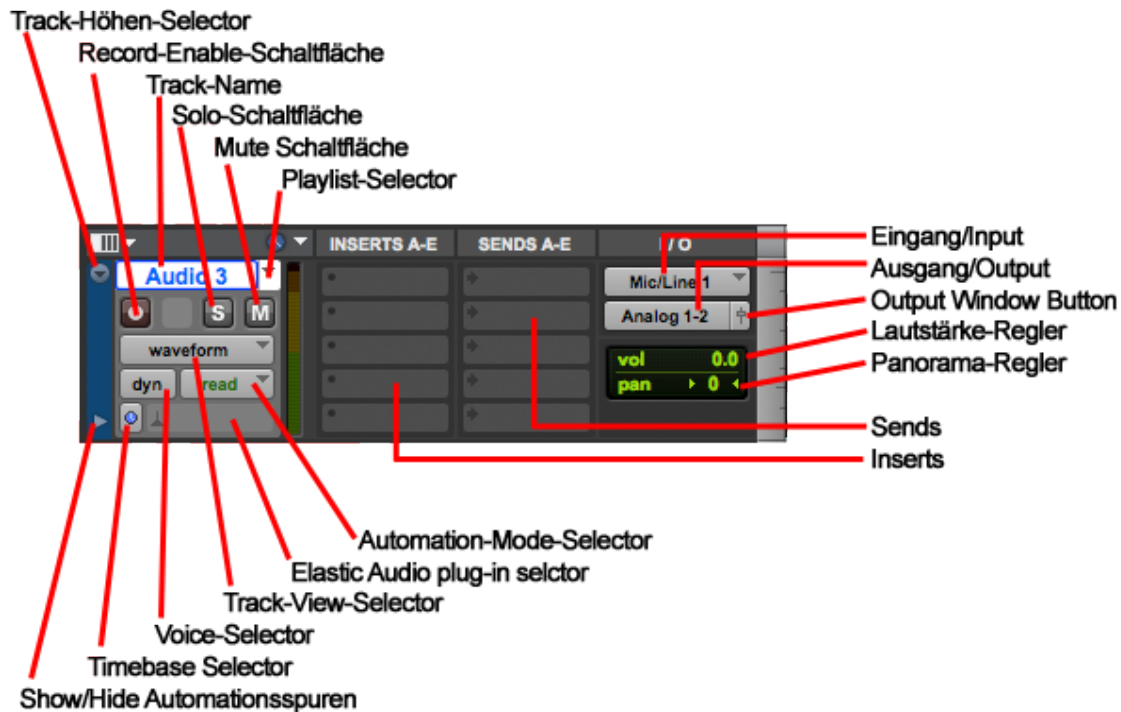 Track-Höhen-Selector
Record-Enable-Schaltfläche
Track-Name
Solo-Schaltfläche
Mute Schaltfläche
Playlist-Selector
INSERTS A-E
SENDS A-E
I / O
Eingang/Input
Ausgang/Output
Output Window Button
Lautstärke-Regler
Panorama-Regler
Audio 3
Mic/Line 1
S
M
Analog 1-2
waveform
vol 0.0
dyn
read
pan 0
Sends
Inserts
Automation-Mode-Selector
Elastic Audio plug-in selctor
Track-View-Selector
Voice-Selector
Timebase Selector
Show/Hide Automationsspuren